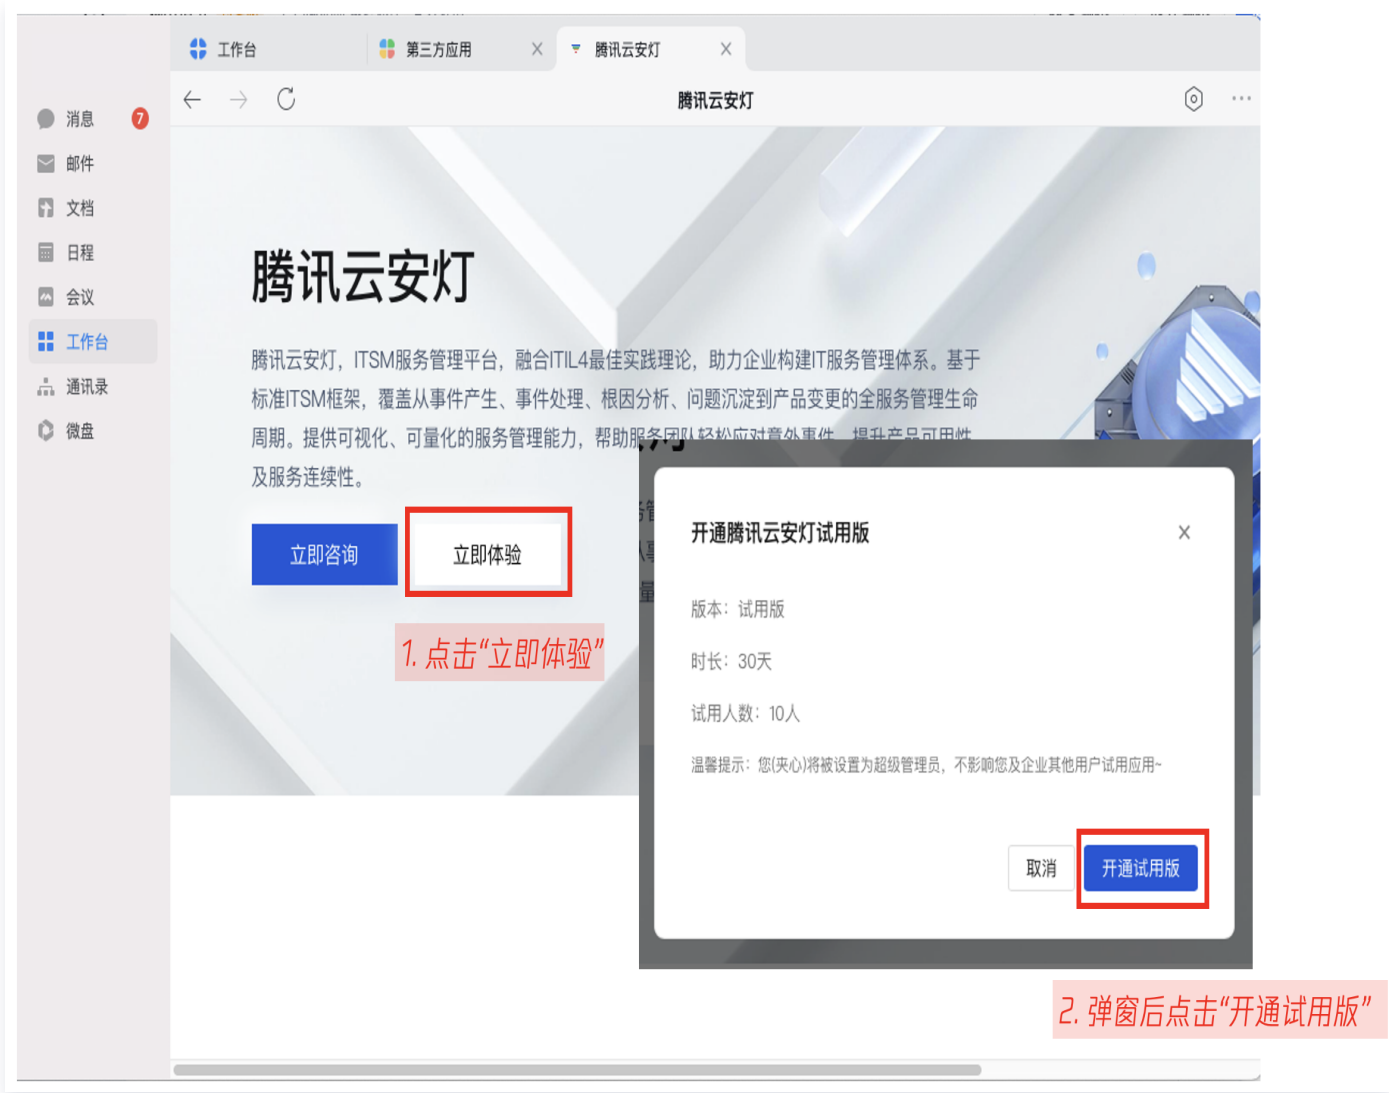 工作台
第三方应用
腾讯云安灯
腾讯云安灯
消息 7
邮件
文档
日程
会议
工作台
通讯录
微盘
腾讯云安灯
腾讯云安灯，ITSM服务管理平台，融合ITIL4最佳实践理论，助力企业构建IT服务管理体系。基于
标准ITSM框架，覆盖从事件产生、事件处理、根因分析、问题沉淀到产品变更的全服务管理生命
周期。提供可视化、可量化的服务管理能力，帮助服务团队轻松应对意外事件，提升产品可用性
及服务连续性。
立即咨询
立即体验
1. 点击“立即体验”
开通腾讯云安灯试用版
版本：试用版
时长：30天
试用人数：10人
温馨提示：您(夹心)将被设置为超级管理员，不影响您及企业其他用户试用应用~
取消
开通试用版
2. 弹窗后点击“开通试用版”